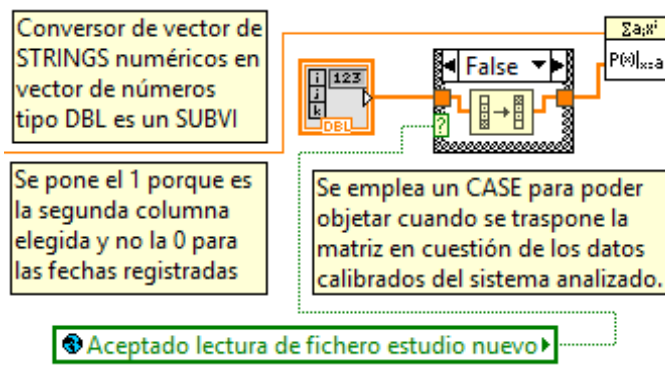 Conversor de vector de
STRINGS numéricos en
vector de números
tipo DBL es un SUBVI
i
j
k
123
DBL
False
?
Σaᵢxⁱ
P(x)|x=a
Se pone el 1 porque es
la segunda columna
elegida y no la 0 para
las fechas registradas
Se emplea un CASE para poder
objetar cuando se traspone la
matriz en cuestión de los datos
calibrados del sistema analizado.
Aceptado lectura de fichero estudio nuevo